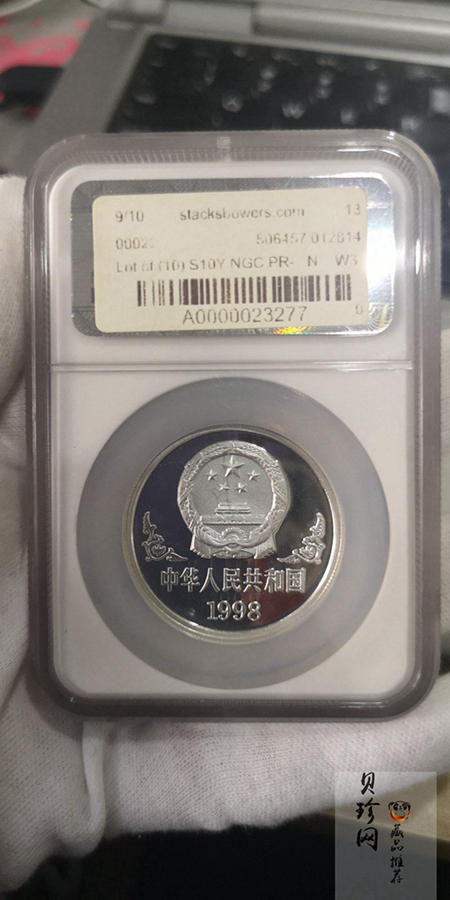 9/10 stacksbowers.com 13
506457 012814
Lot of (10) S10Y NGC PR- N W3
A0000023277 0
中华人民共和国
1998
贝珍网
藏品推荐